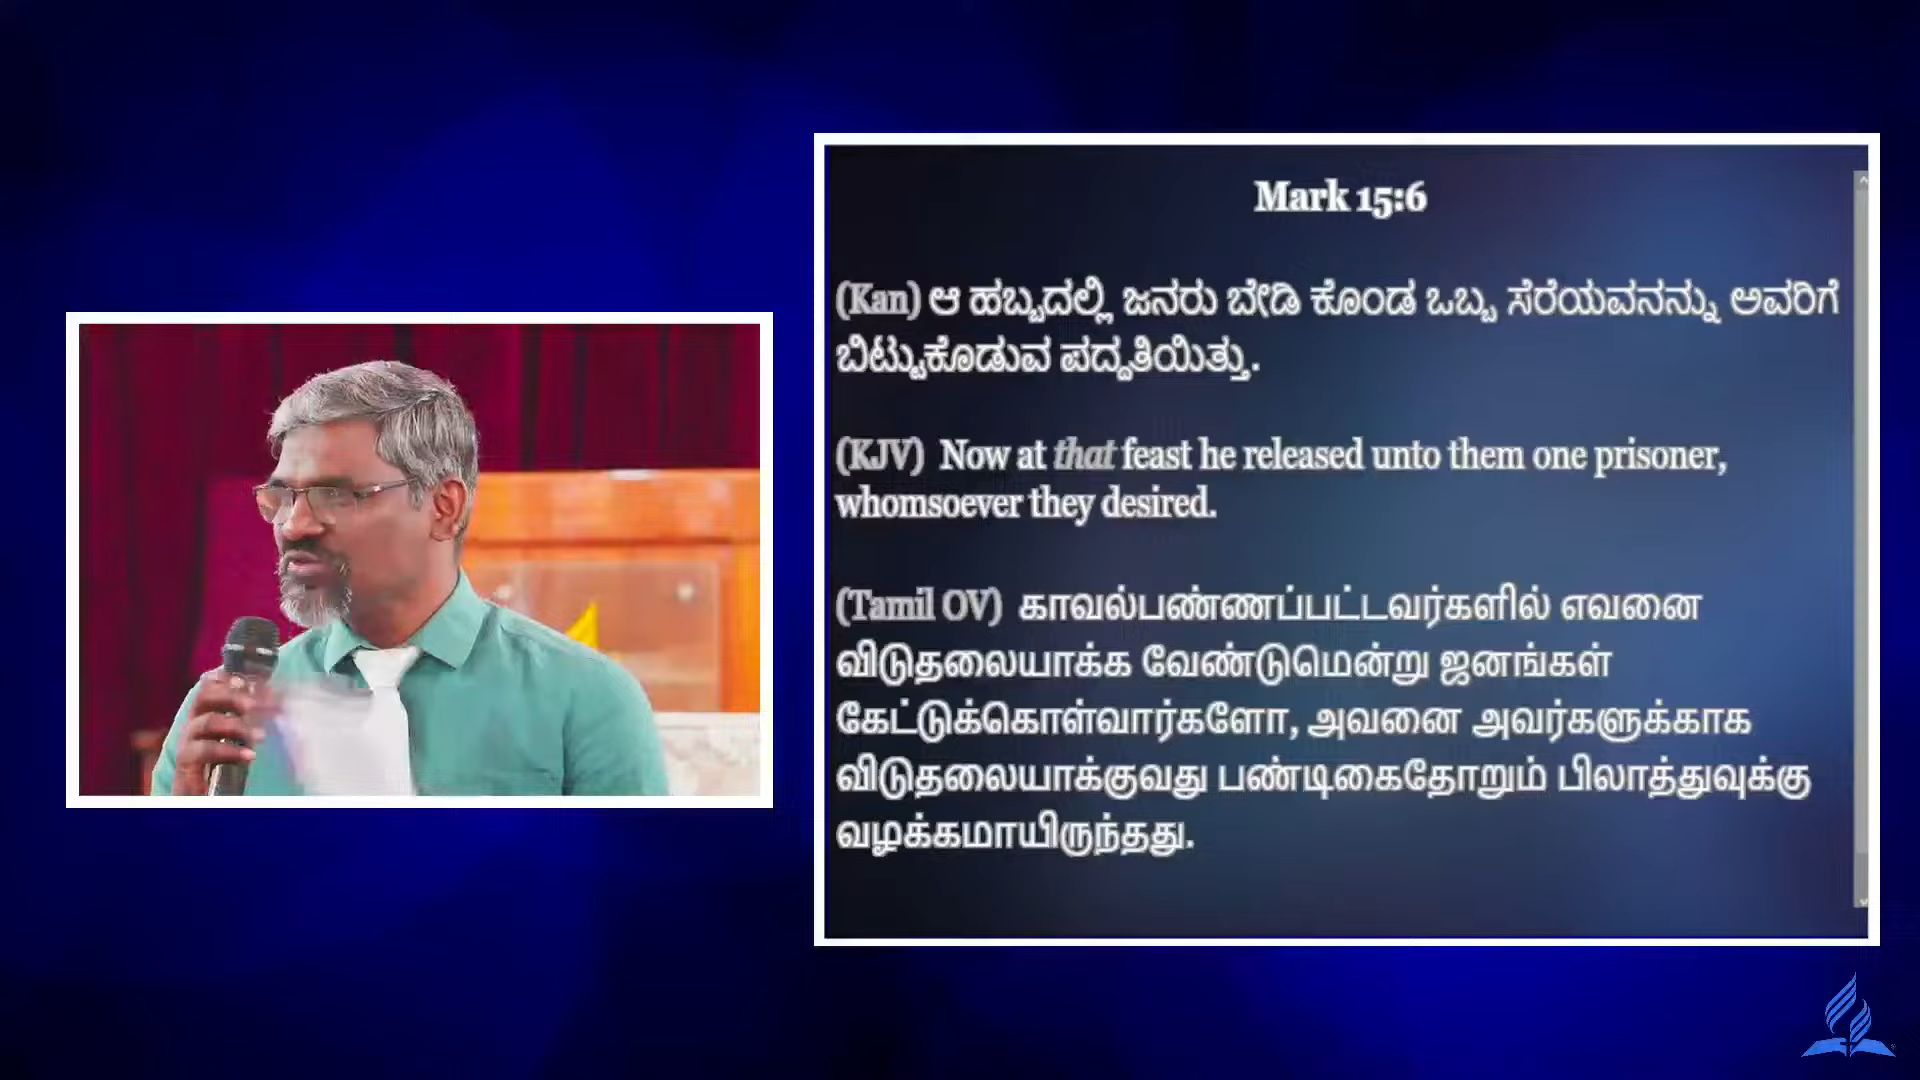 Mark 15:6
(Kan) ಆ ಹಬ್ಬದಲ್ಲಿ ಜನರು ಬೇಡಿ ಕೊಂಡ ಒಬ್ಬ ಸೆರೆಯವನನ್ನು ಅವರಿಗೆ
ಬಿಟ್ಟುಕೊಡುವ ಪದ್ದತಿಯಿತ್ತು.
(KJV) Now at that feast he released unto them one prisoner,
whomsoever they desired.
(Tamil OV) காவல்பண்ணப்பட்டவர்களில் எவனை
விடுதலையாக்க வேண்டுமென்று ஜனங்கள்
கேட்டுக்கொள்வார்களோ, அவனை அவர்களுக்காக
விடுதலையாக்குவது பண்டிகைதோறும் பிலாத்துவுக்கு
வழக்கமாயிருந்தது.